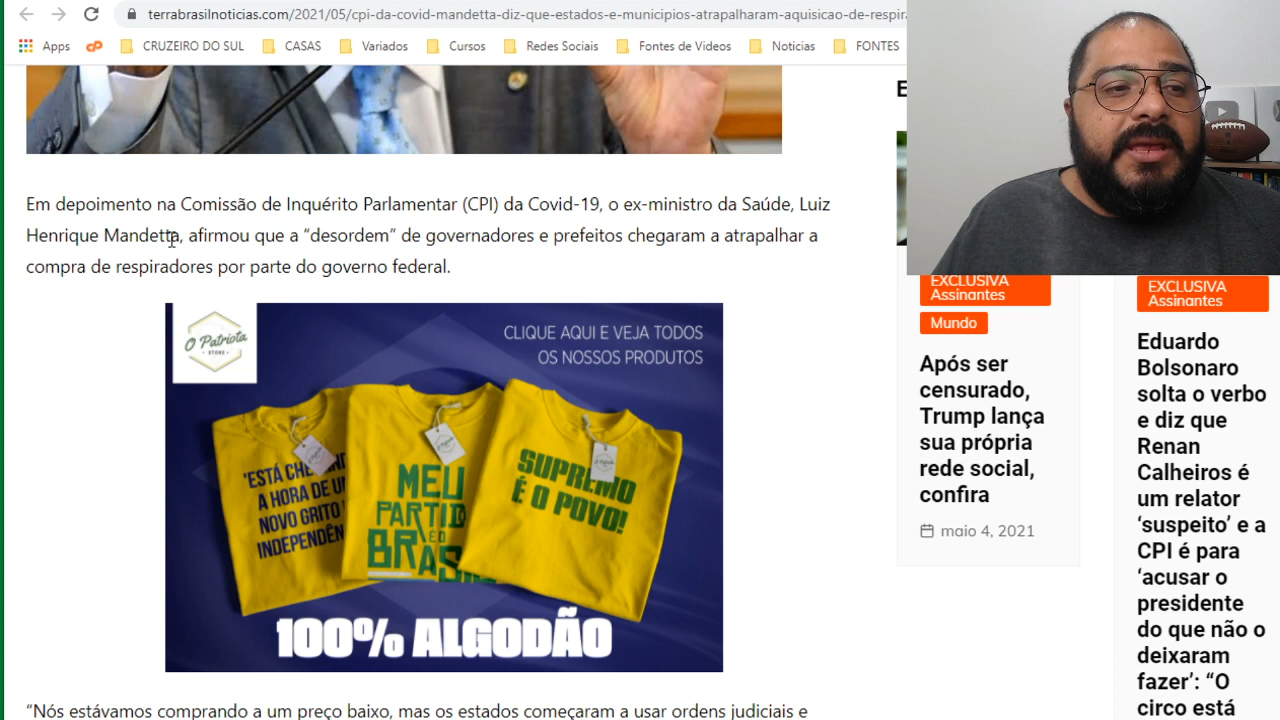 terrabrasilnoticias.com/2021/05/cpi-da-covid-mandetta-diz-que-estados-e-municipios-atrapalharam-aquisicao-de-respira
Apps
CRUZEIRO DO SUL
CASAS
Variados
Cursos
Redes Sociais
Fontes de Videos
Noticias
FONTES
Em depoimento na Comissão de Inquérito Parlamentar (CPI) da Covid-19, o ex-ministro da Saúde, Luiz
Henrique Mandetta, afirmou que a “desordem” de governadores e prefeitos chegaram a atrapalhar a
compra de respiradores por parte do governo federal.
O Patriota
STORE
CLIQUE AQUI E VEJA TODOS
OS NOSSOS PRODUTOS
'ESTÁ
A HORA DE
NOVO GRITO
MEU
É O
SUPREMO
É O POVO!
100% ALGODÃO
“Nós estávamos comprando a um preço baixo, mas os estados começaram a usar ordens judiciais e
E
EXCLUSIVA
Assinantes
Mundo
Após ser
censurado,
Trump lança
sua própria
rede social,
confira
maio 4, 2021
EXCLUSIVA
Assinantes
Eduardo
Bolsonaro
solta o verbo
e diz que
Renan
Calheiros é
um relator
‘suspeito’ e a
CPI é para
‘acusar o
presidente
do que não o
deixaram
fazer’: “O
circo está